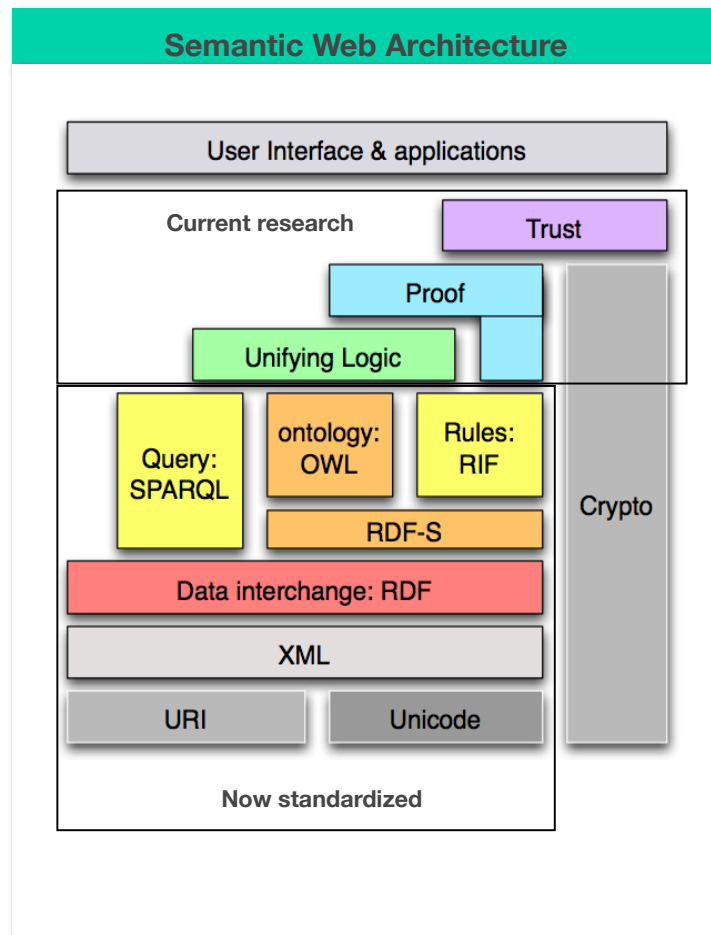 Semantic Web Architecture
User Interface & applications
Current research
Trust
Proof
Unifying Logic
Query:
SPARQL
ontology:
OWL
Rules:
RIF
Crypto
RDF-S
Data interchange: RDF
XML
URI
Unicode
Now standardized